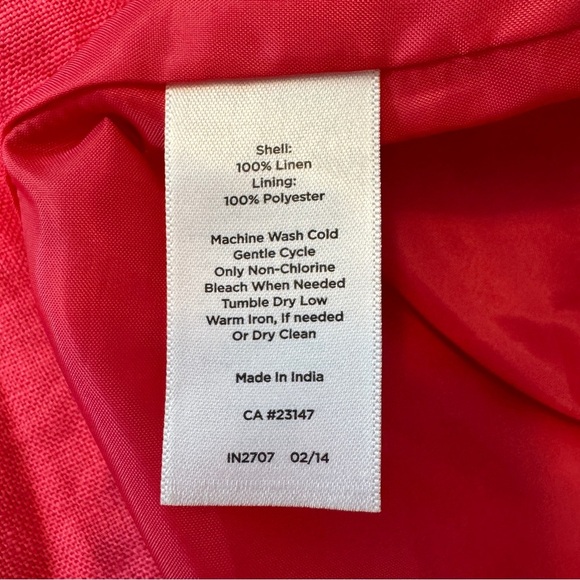 Shell:
100% Linen
Lining:
100% Polyester
Machine Wash Cold
Gentle Cycle
Only Non-Chlorine
Bleach When Needed
Tumble Dry Low
Warm Iron, If needed
Or Dry Clean
Made In India
CA #23147
IN2707 02/14